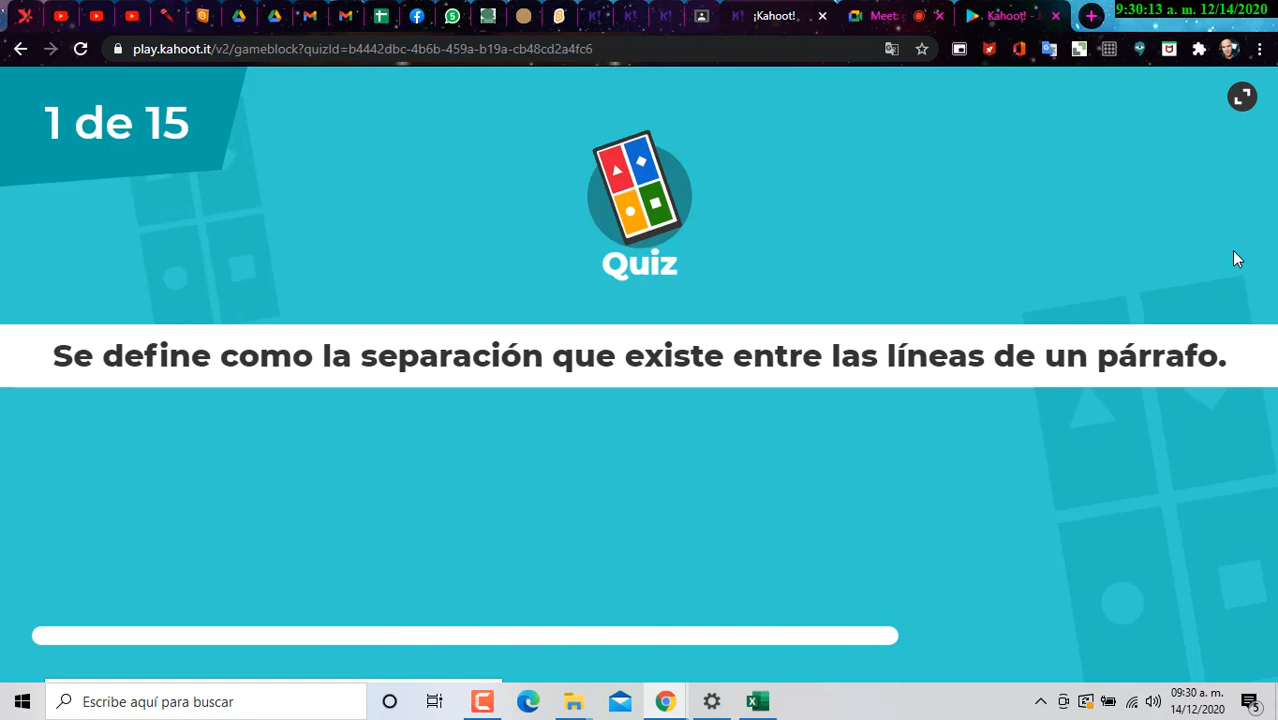 ¡Kahoot!
Meet:
Kahoot! -
9:30:13 a. m. 12/14/2020
play.kahoot.it/v2/gameblock?quizId=b4442dbc-4b6b-459a-b19a-cb48cd2a4fc6
1 de 15
Quiz
Se define como la separación que existe entre las líneas de un párrafo.
Escribe aquí para buscar
09:30 a. m.
14/12/2020
5